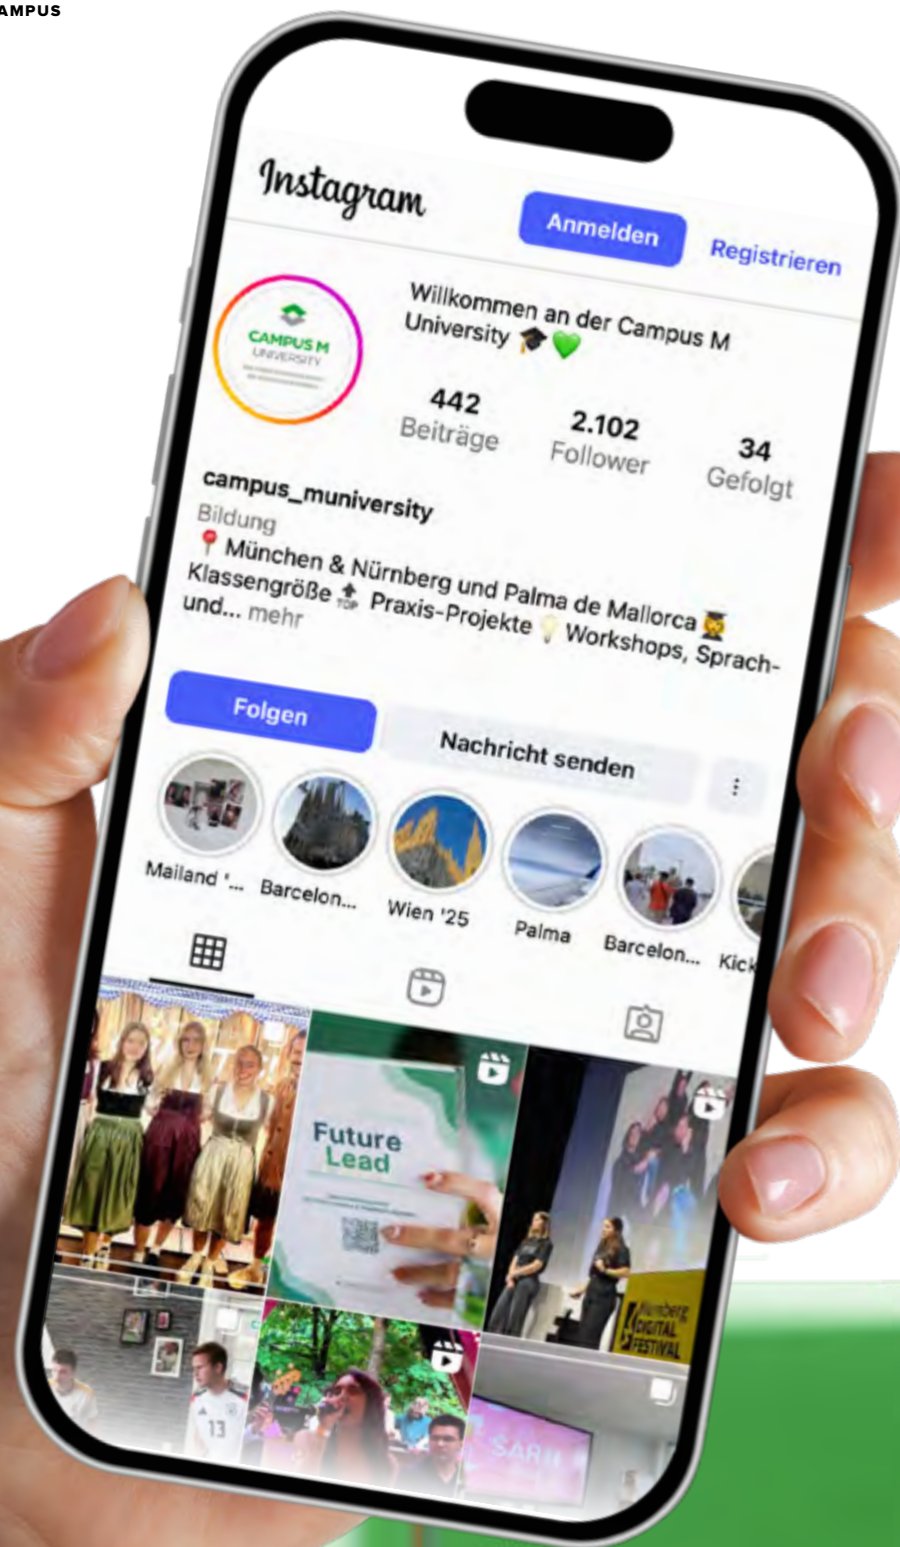 AMPUS
Instagram
Anmelden
Registrieren
Willkommen an der Campus M
University 🎓💚
CAMPUS M
UNIVERSITY
442
Beiträge
2.102
Follower
34
Gefolgt
campus_muniversity
Bildung
📍 München & Nürnberg und Palma de Mallorca 👩‍🎓
Klassengröße 🔝 Praxis-Projekte 💡 Workshops, Sprach-
und... mehr
Folgen
Nachricht senden
Mailand '...
Barcelon...
Wien '25
Palma
Barcelon...
Kick
Future
Lead
Nürnberg
DIGITAL
FESTIVAL
13